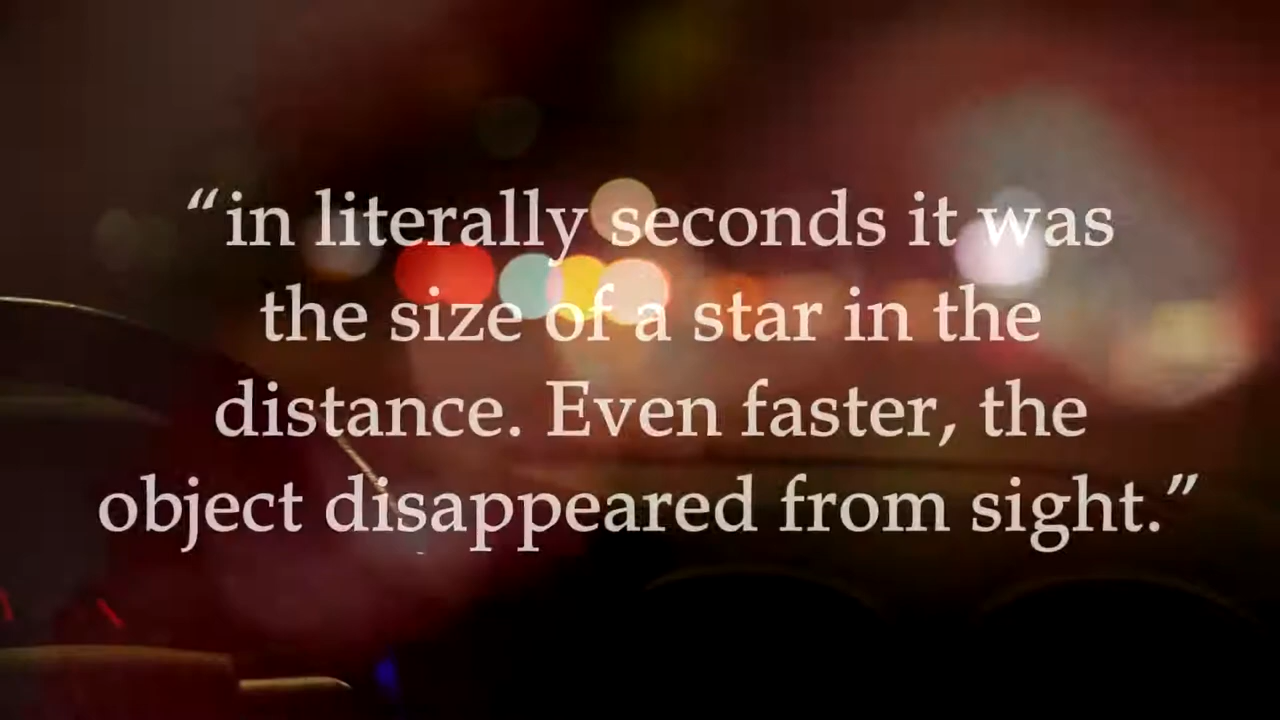 “in literally seconds it was
the size of a star in the
distance. Even faster, the
object disappeared from sight.”